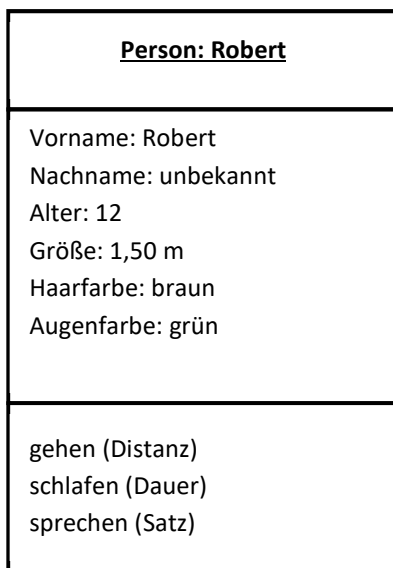 Person: Robert
Vorname: Robert
Nachname: unbekannt
Alter: 12
Größe: 1,50 m
Haarfarbe: braun
Augenfarbe: grün
gehen (Distanz)
schlafen (Dauer)
sprechen (Satz)